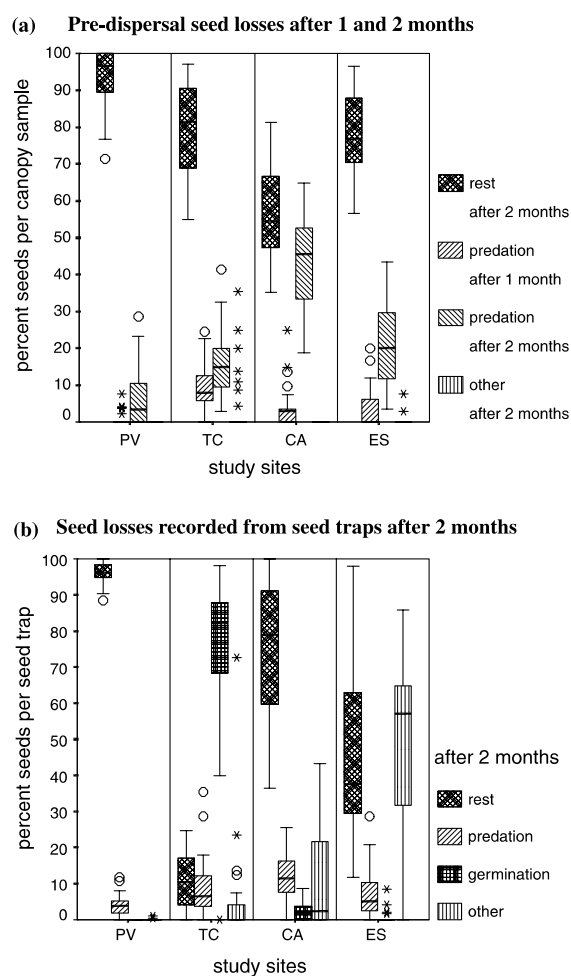 (a) Pre-dispersal seed losses after 1 and 2 months
percent seeds per canopy sample
100
90
80
70
60
50
40
30
20
10
0
PV TC CA ES
study sites
rest
after 2 months
predation
after 1 month
predation
after 2 months
other
after 2 months
(b) Seed losses recorded from seed traps after 2 months
percent seeds per seed trap
100
90
80
70
60
50
40
30
20
10
0
PV TC CA ES
study sites
after 2 months
rest
predation
germination
other